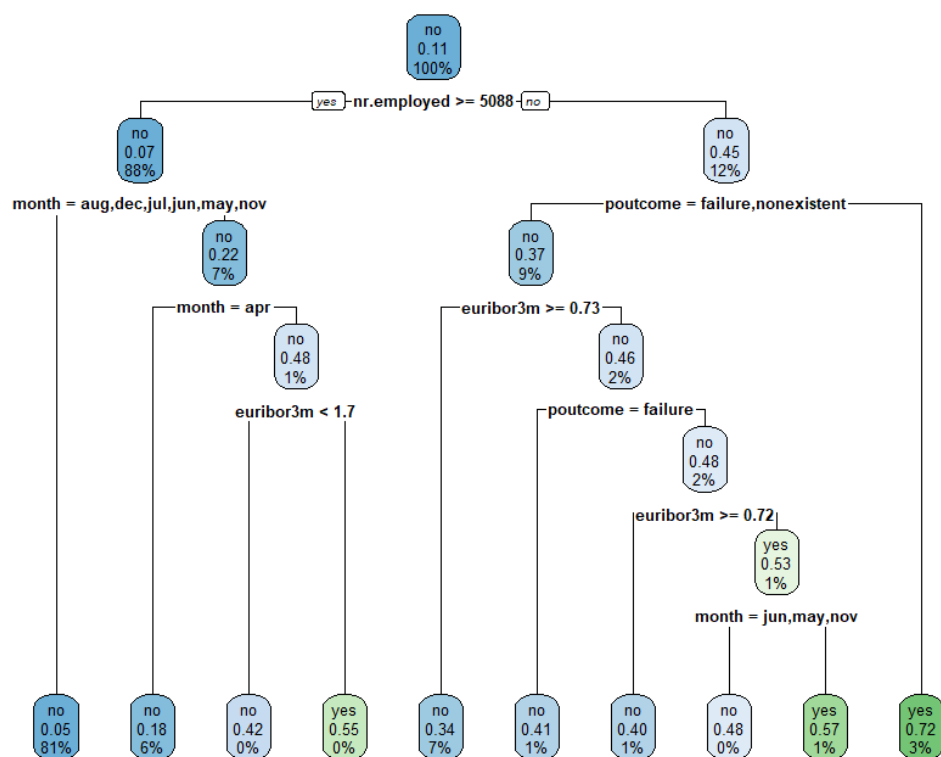 no
0.11
100%
yes nr.employed >= 5088 no
no
0.07
88%
no
0.45
12%
month = aug,dec,jul,jun,may,nov
poutcome = failure,nonexistent
no
0.22
7%
no
0.37
9%
month = apr
euribor3m >= 0.73
no
0.48
1%
no
0.46
2%
euribor3m < 1.7
poutcome = failure
no
0.48
2%
euribor3m >= 0.72
yes
0.53
1%
month = jun,may,nov
no
0.05
81%
no
0.18
6%
no
0.42
0%
yes
0.55
0%
no
0.34
7%
no
0.41
1%
no
0.40
1%
no
0.48
0%
yes
0.57
1%
yes
0.72
3%